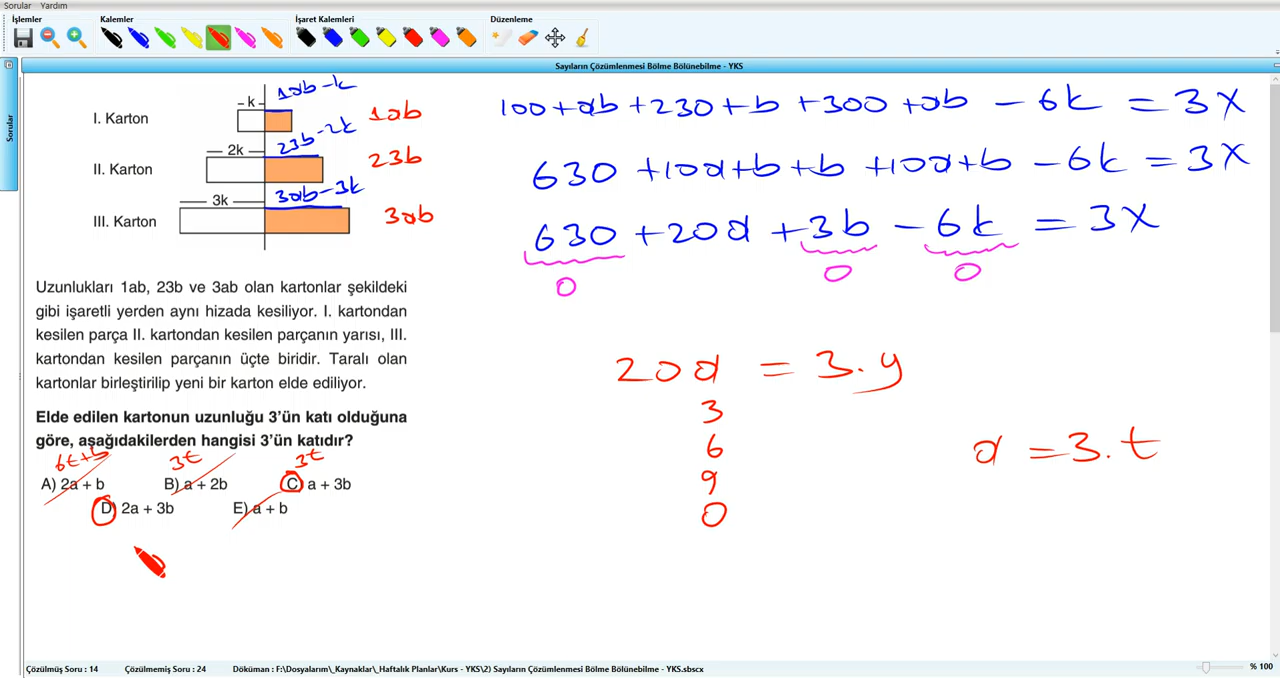 Sorular Yardım
İşlemler
Kalemler
İşaret Kalemleri
Düzenleme
Sayıların Çözümlenmesi Bölme Bölünebilme - YKS
Sorular
I. Karton
k
10b-k
1ab
II. Karton
2k
23b-2k
23b
III. Karton
3k
30b-3k
3ab
Uzunlukları 1ab, 23b ve 3ab olan kartonlar şekildeki
gibi işaretli yerden aynı hizada kesiliyor. I. kartondan
kesilen parça II. kartondan kesilen parçanın yarısı, III.
kartondan kesilen parçanın üçte biridir. Taralı olan
kartonlar birleştirilip yeni bir karton elde ediliyor.
Elde edilen kartonun uzunluğu 3'ün katı olduğuna
göre, aşağıdakilerden hangisi 3'ün katıdır?
6t+b 3t 3t
A) 2a + b B) a + 2b C) a + 3b
D) 2a + 3b E) a + b
100 + ab + 230 + b + 300 + ab - 6k = 3x
630 + 10a + b + b + 10a + b - 6k = 3x
630 + 20a + 3b - 6k = 3x
0 0 0
20a = 3.y
3
6
9
0
a = 3.t
Çözülmüş Soru : 14 Çözülmemiş Soru : 24 Döküman : F:\Dosyalarım\_Kaynaklar\_Haftalık Planlar\Kurs - YKS\2) Sayıların Çözümlenmesi Bölme Bölünebilme - YKS.sbscx % 100